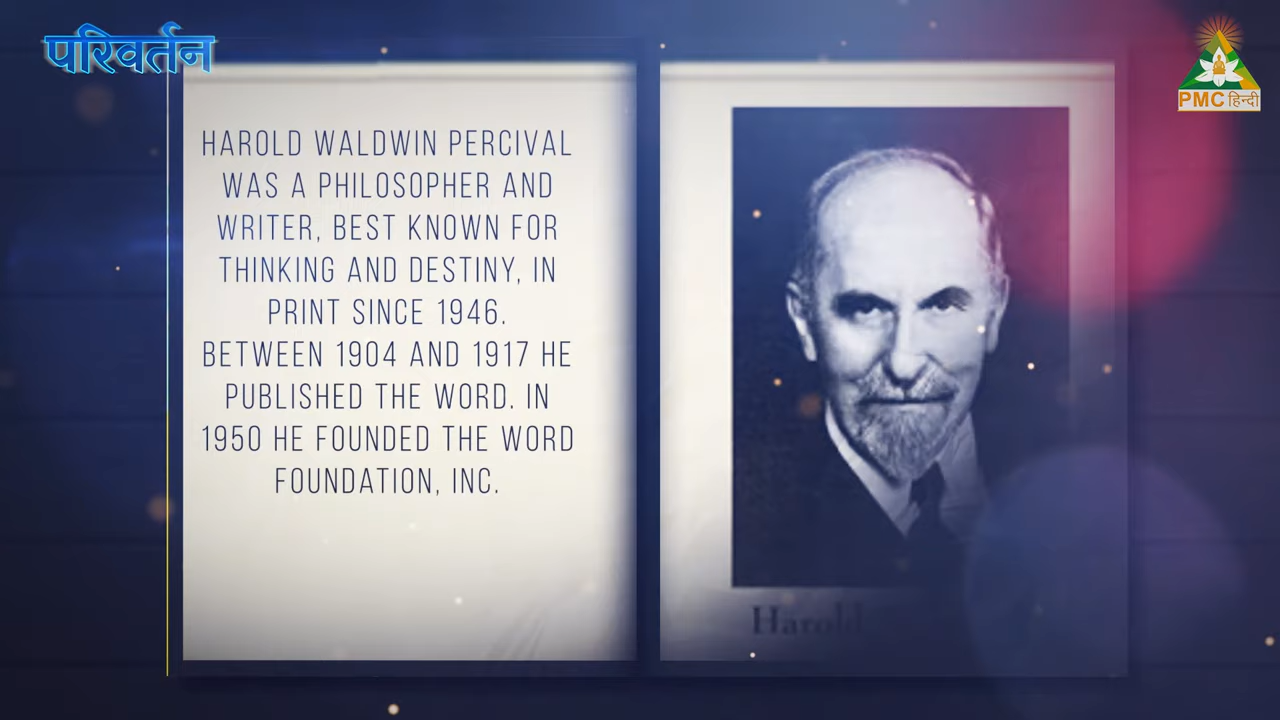 परिवर्तन
PMC हिन्दी
HAROLD WALDWIN PERCIVAL
WAS A PHILOSOPHER AND
WRITER, BEST KNOWN FOR
THINKING AND DESTINY, IN
PRINT SINCE 1946.
BETWEEN 1904 AND 1917 HE
PUBLISHED THE WORD. IN
1950 HE FOUNDED THE WORD
FOUNDATION, INC.
Harold